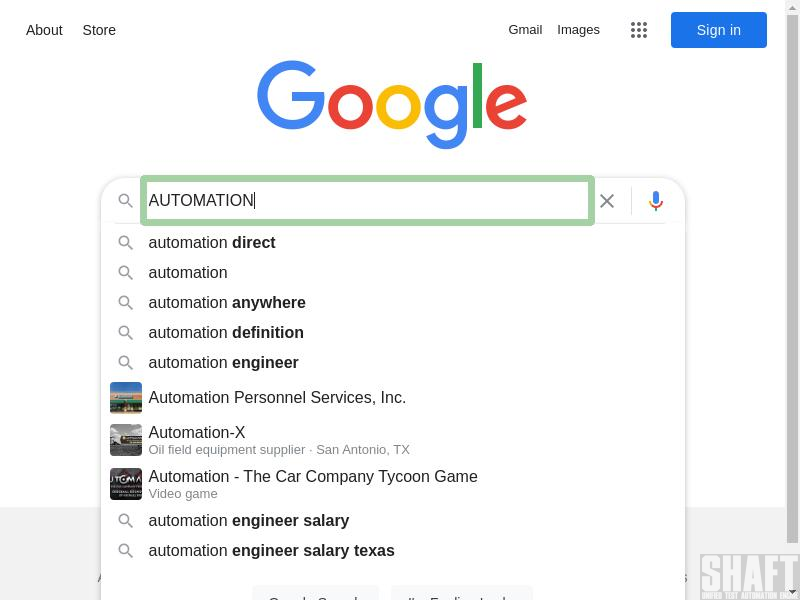 About Store Gmail Images Sign in
Google
AUTOMATION
automation direct
automation
automation anywhere
automation definition
automation engineer
Automation Personnel Services, Inc.
Automation-X
Oil field equipment supplier · San Antonio, TX
Automation - The Car Company Tycoon Game
Video game
automation engineer salary
automation engineer salary texas
SHAFT